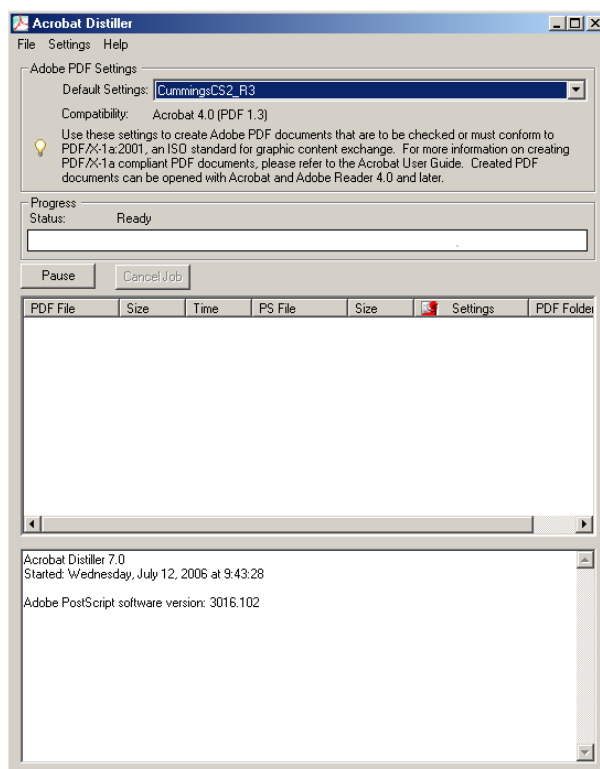 Acrobat Distiller
File Settings Help
Adobe PDF Settings
Default Settings: CummingsCS2_R3
Compatibility: Acrobat 4.0 (PDF 1.3)
Use these settings to create Adobe PDF documents that are to be checked or must conform to
PDF/X-1a:2001, an ISO standard for graphic content exchange. For more information on creating
PDF/X-1a compliant PDF documents, please refer to the Acrobat User Guide. Created PDF
documents can be opened with Acrobat and Adobe Reader 4.0 and later.
Progress
Status: Ready
Pause Cancel Job
PDF File Size Time PS File Size Settings PDF Folder
Acrobat Distiller 7.0
Started: Wednesday, July 12, 2006 at 9:43:28
Adobe PostScript software version: 3016.102